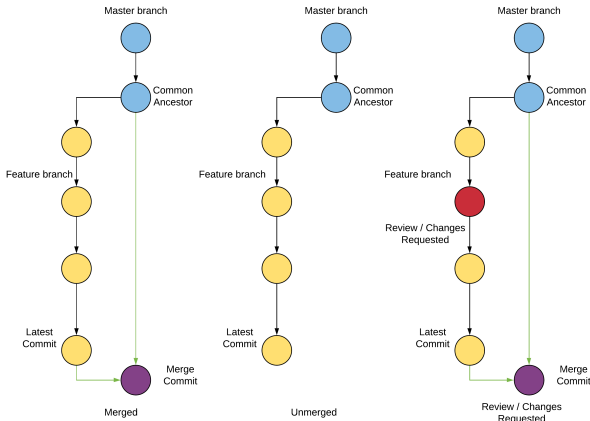 Master branch
Common
Ancestor
Feature branch
Latest
Commit
Merge
Commit
Merged
Master branch
Common
Ancestor
Feature branch
Latest
Commit
Unmerged
Master branch
Common
Ancestor
Feature branch
Review / Changes
Requested
Latest
Commit
Merge
Commit
Review / Changes
Requested